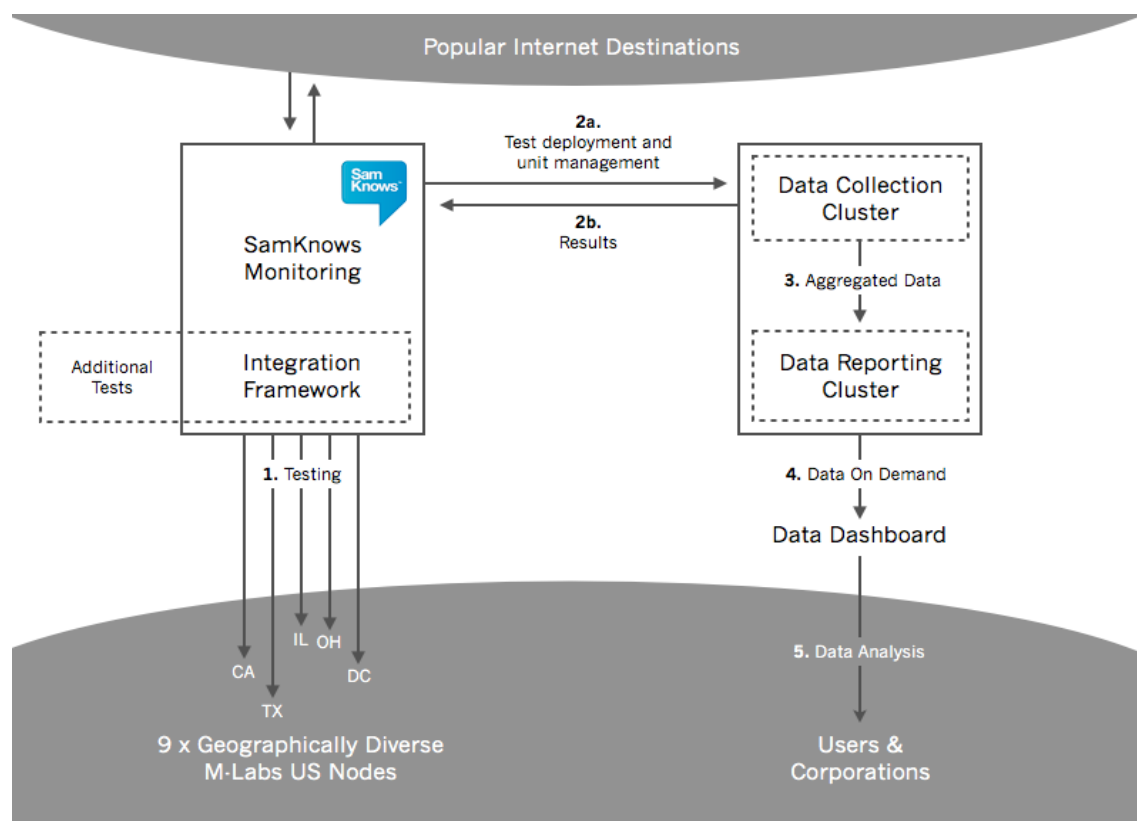 Popular Internet Destinations
2a.
Test deployment and
unit management
Sam
Knows™
SamKnows
Monitoring
2b.
Results
Data Collection
Cluster
3. Aggregated Data
Additional
Tests
Integration
Framework
Data Reporting
Cluster
1. Testing
4. Data On Demand
Data Dashboard
IL
OH
CA
DC
TX
5. Data Analysis
9 x Geographically Diverse
M-Labs US Nodes
Users &
Corporations